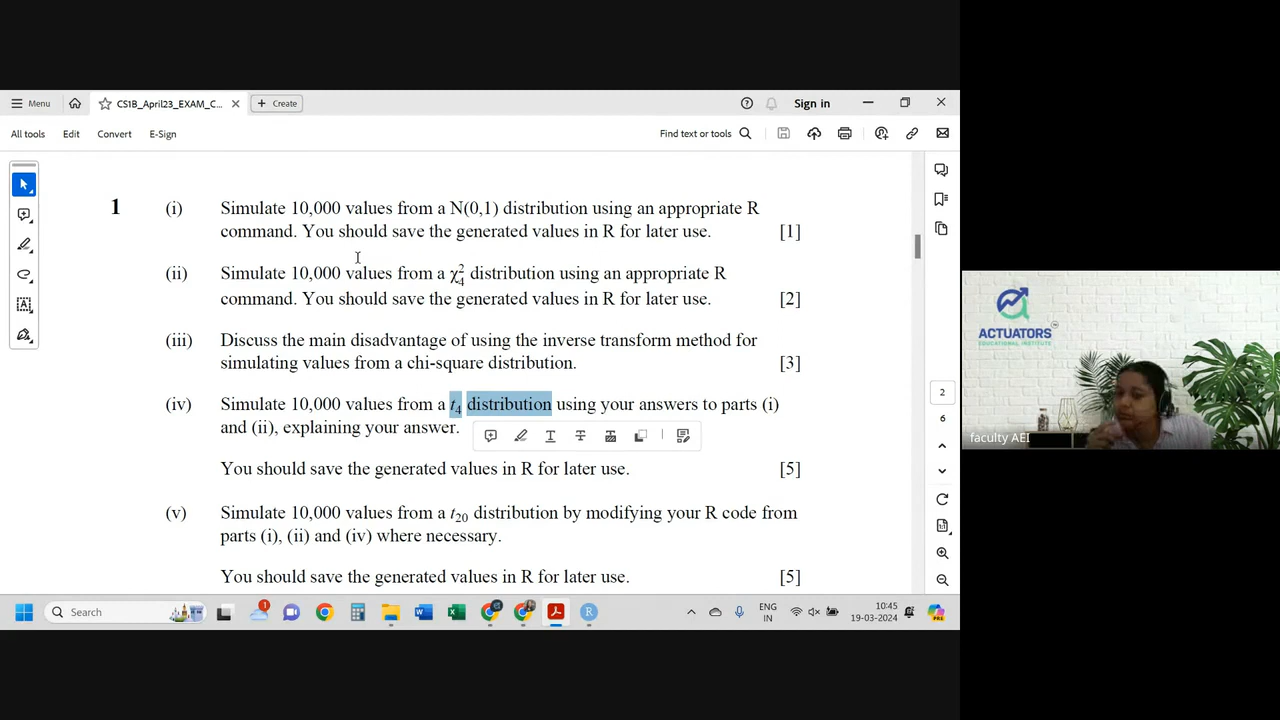 Menu
CS1B_April23_EXAM_C...
Create
Sign in
All tools
Edit
Convert
E-Sign
Find text or tools
1
(i) Simulate 10,000 values from a N(0,1) distribution using an appropriate R
command. You should save the generated values in R for later use. [1]
(ii) Simulate 10,000 values from a χ²₄ distribution using an appropriate R
command. You should save the generated values in R for later use. [2]
(iii) Discuss the main disadvantage of using the inverse transform method for
simulating values from a chi-square distribution. [3]
(iv) Simulate 10,000 values from a t₄ distribution using your answers to parts (i)
and (ii), explaining your answer.
You should save the generated values in R for later use. [5]
(v) Simulate 10,000 values from a t₂₀ distribution by modifying your R code from
parts (i), (ii) and (iv) where necessary.
You should save the generated values in R for later use. [5]
2
6
ACTUATORS
EDUCATIONAL INSTITUTE
faculty AEI
Search
1
ENG
IN
10:45
19-03-2024